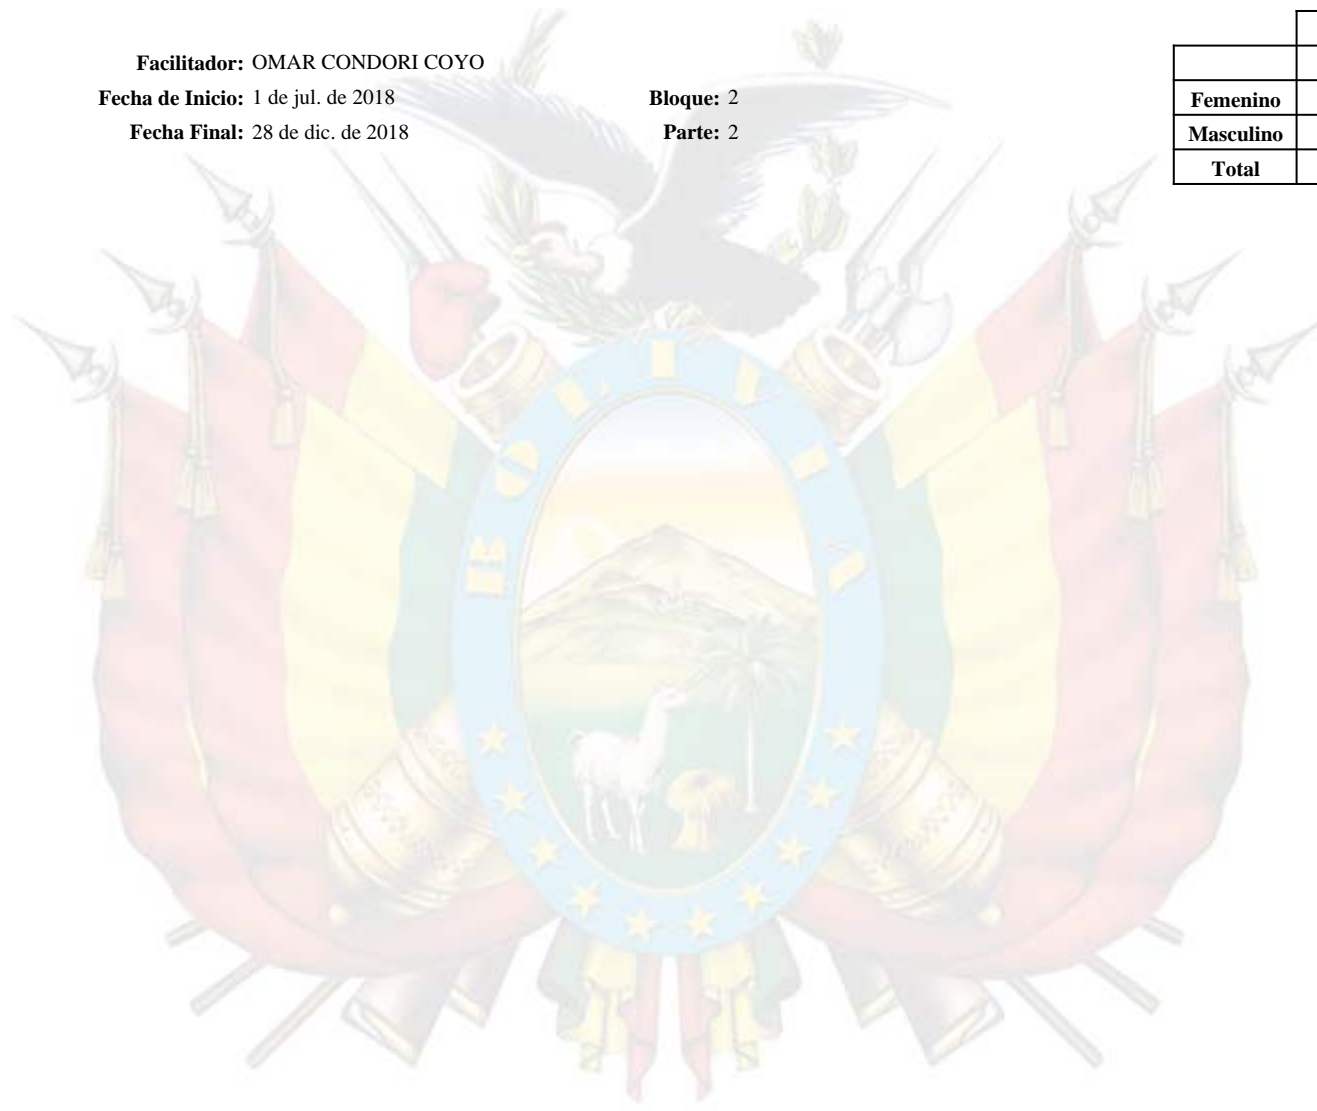 Facilitador: OMAR CONDORI COYO
Fecha de Inicio: 1 de jul. de 2018 Bloque: 2
Fecha Final: 28 de dic. de 2018 Parte: 2
Femenino
Masculino
Total
BOLIVIA